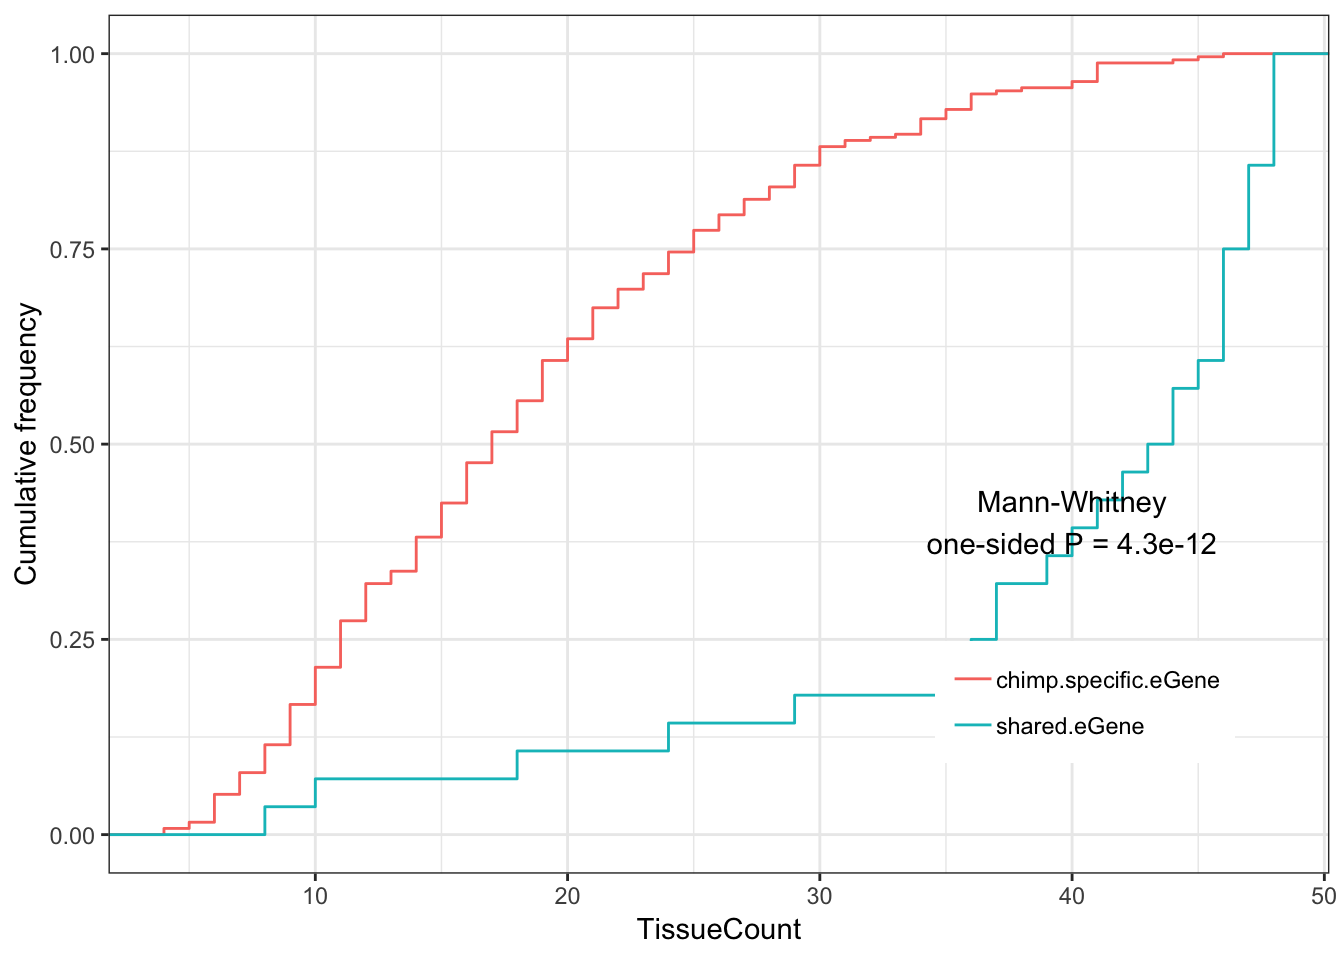 1.00
0.75
0.50
0.25
0.00
Cumulative frequency
Mann-Whitney
one-sided P = 4.3e-12
chimp.specific.eGene
shared.eGene
10 20 30 40 50
TissueCount